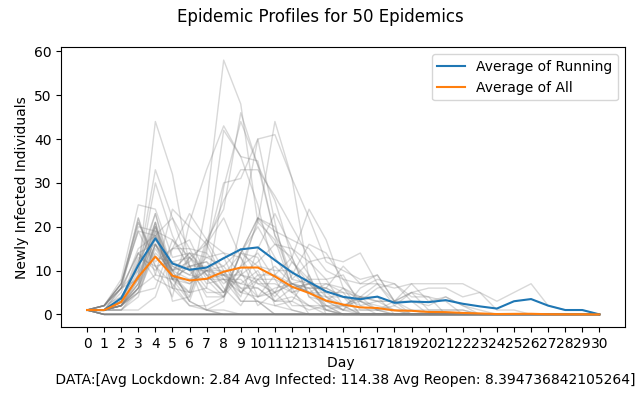 Epidemic Profiles for 50 Epidemics
Average of Running
Average of All
Newly Infected Individuals
60
50
40
30
20
10
0
0 1 2 3 4 5 6 7 8 9 10 11 12 13 14 15 16 17 18 19 20 21 22 23 24 25 26 27 28 29 30
Day
DATA:[Avg Lockdown: 2.84 Avg Infected: 114.38 Avg Reopen: 8.394736842105264]